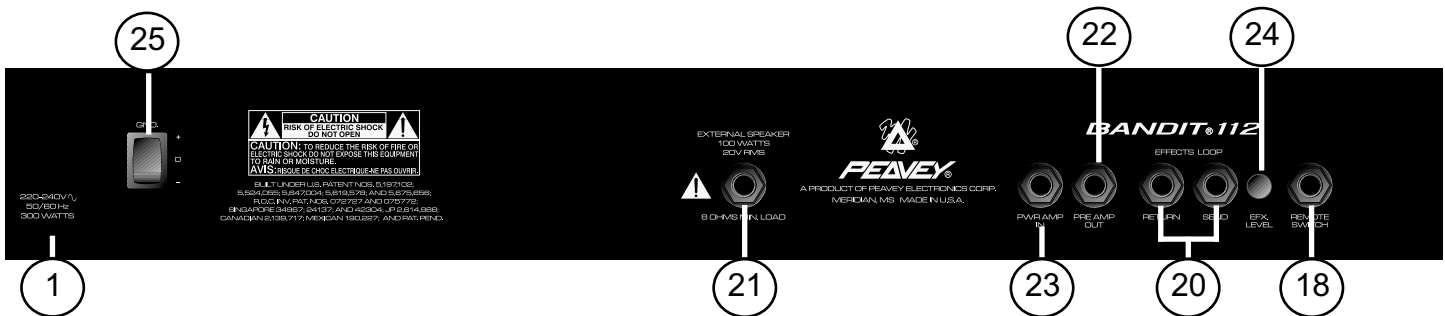 25
22
24
GND.
+
0
−
220-240V∿
50/60 Hz
300 WATTS
CAUTION
RISK OF ELECTRIC SHOCK
DO NOT OPEN
CAUTION: TO REDUCE THE RISK OF FIRE OR
ELECTRIC SHOCK DO NOT EXPOSE THIS EQUIPMENT
TO RAIN OR MOISTURE.
AVIS: RISQUE DE CHOC ELECTRIQUE-NE PAS OUVRIR.
BUILT UNDER U.S. PATENT NOS. 5,197,102;
5,524,055; 5,647,004; 5,619,578; AND 5,675,656;
R.O.C. INV. PAT. NOS. 072727 AND 075772;
SINGAPORE 34967; 24137; AND 42304; JP 2,614,988;
CANADIAN 2,139,717; MEXICAN 190,227; AND PAT. PEND.
EXTERNAL SPEAKER
100 WATTS
20V RMS
8 OHMS MIN. LOAD
PEAVEY®
A PRODUCT OF PEAVEY ELECTRONICS CORP.
MERIDIAN, MS MADE IN U.S.A.
BANDIT® 112
EFFECTS LOOP
PWR AMP
IN
PRE AMP
OUT
RETURN
SEND
EFX.
LEVEL
REMOTE
SWITCH
1
21
23
20
18